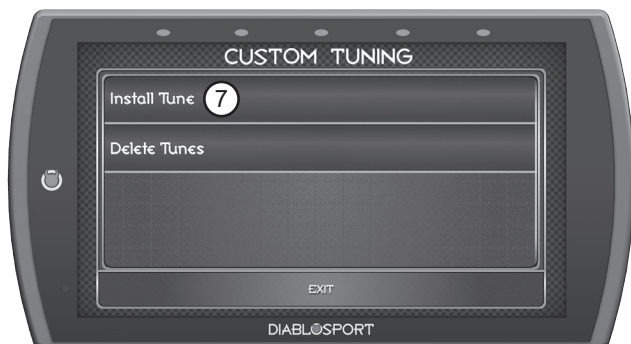 CUSTOM TUNING
Install Tune 7
Delete Tunes
EXIT
DIABLOSPORT